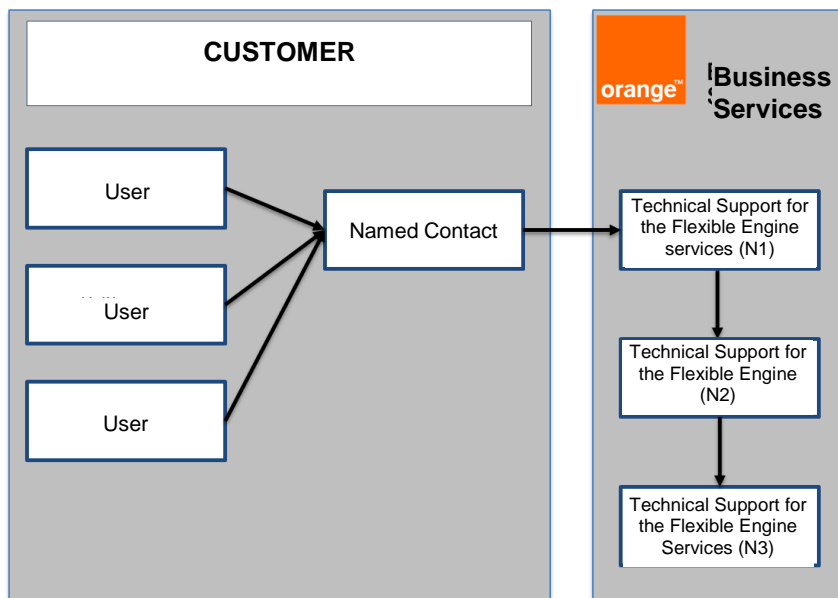 CUSTOMER
orange™
Business
Services
User
User
User
Named Contact
Technical Support for
the Flexible Engine
services (N1)
Technical Support for
the Flexible Engine
(N2)
Technical Support for
the Flexible Engine
Services (N3)